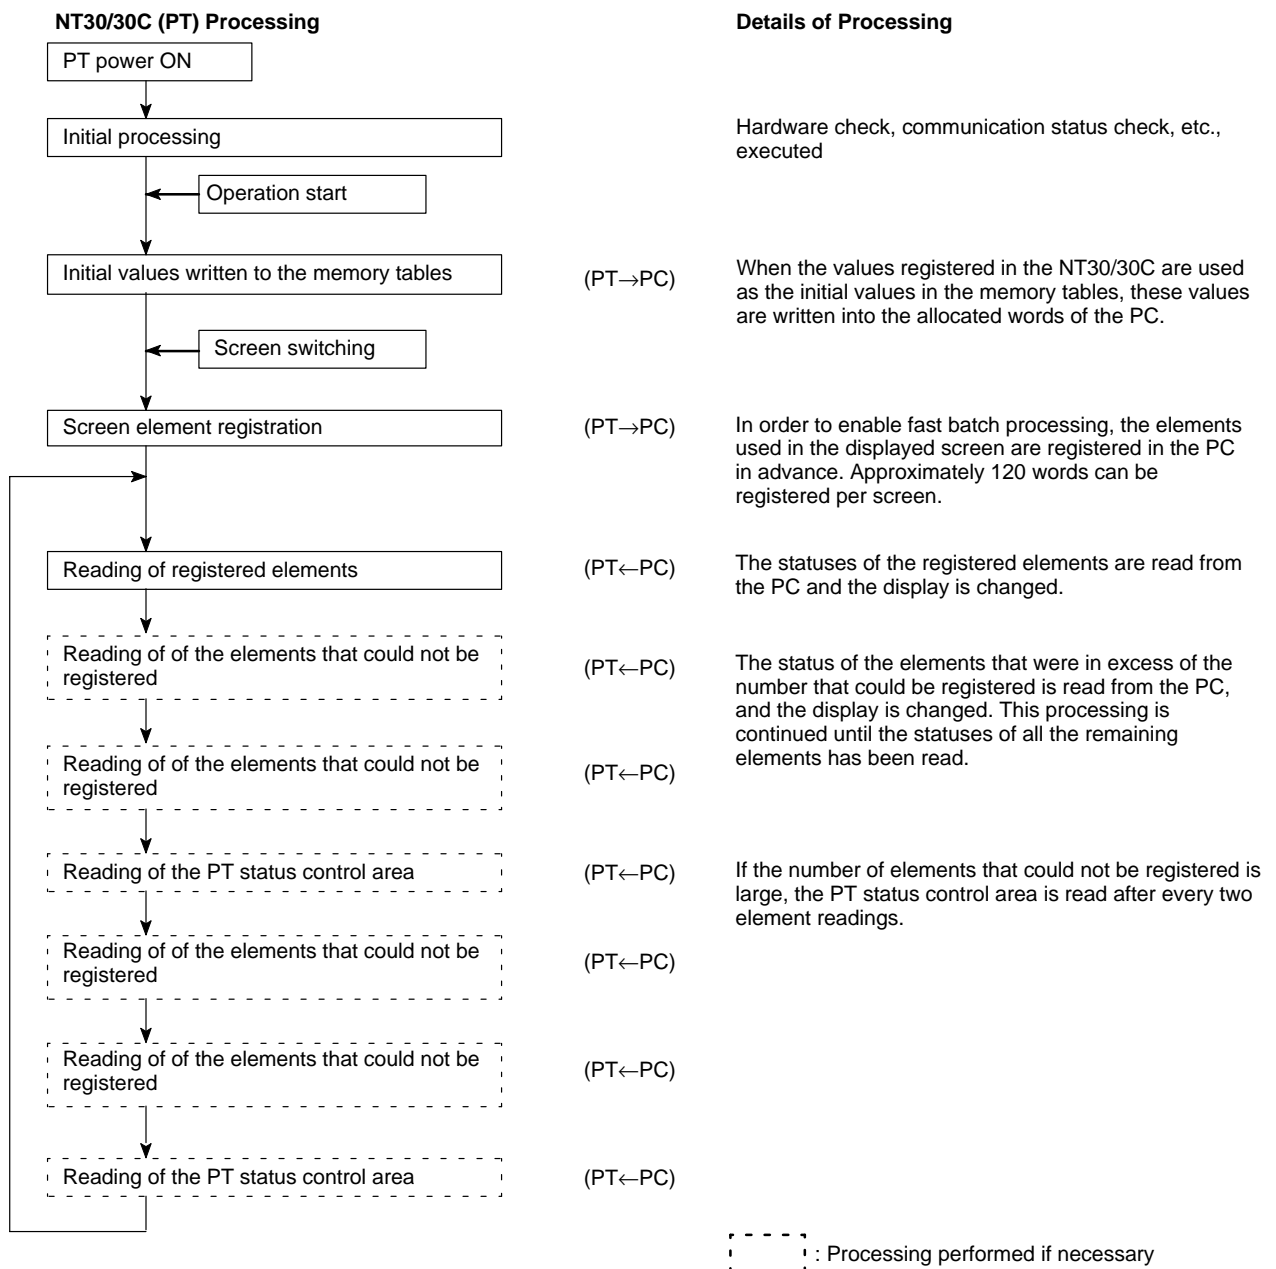 NT30/30C (PT) Processing
Details of Processing
PT power ON
Initial processing
Hardware check, communication status check, etc.,
executed
Operation start
Initial values written to the memory tables
(PT→PC)
When the values registered in the NT30/30C are used
as the initial values in the memory tables, these values
are written into the allocated words of the PC.
Screen switching
Screen element registration
(PT→PC)
In order to enable fast batch processing, the elements
used in the displayed screen are registered in the PC
in advance. Approximately 120 words can be
registered per screen.
Reading of registered elements
(PT←PC)
The statuses of the registered elements are read from
the PC and the display is changed.
Reading of of the elements that could not be
registered
(PT←PC)
The status of the elements that were in excess of the
number that could be registered is read from the PC,
and the display is changed. This processing is
continued until the statuses of all the remaining
elements has been read.
Reading of of the elements that could not be
registered
(PT←PC)
Reading of the PT status control area
(PT←PC)
If the number of elements that could not be registered is
large, the PT status control area is read after every two
element readings.
Reading of of the elements that could not be
registered
(PT←PC)
Reading of of the elements that could not be
registered
(PT←PC)
Reading of the PT status control area
(PT←PC)
: Processing performed if necessary